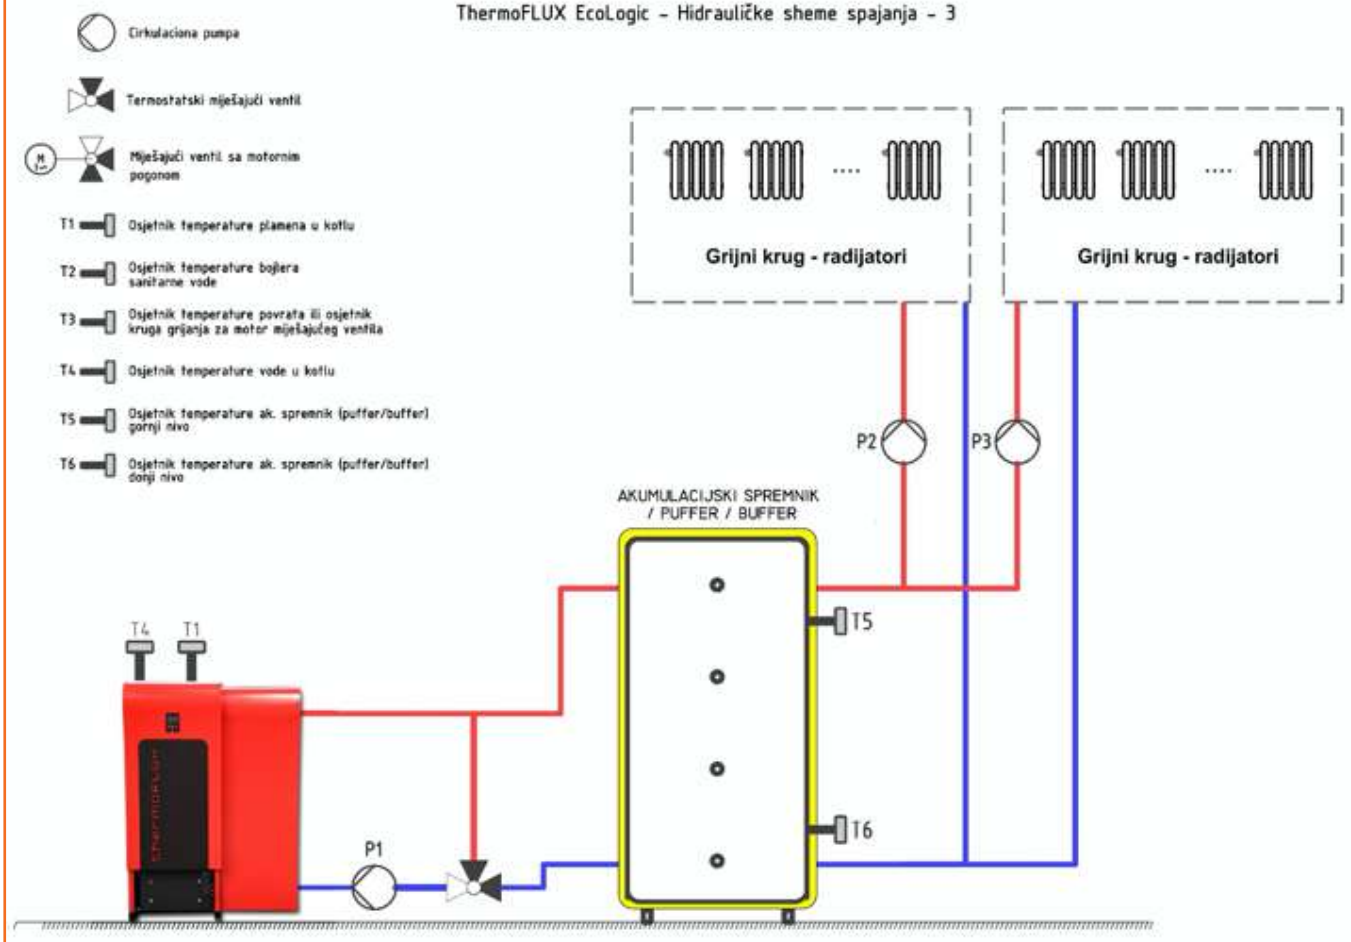 ThermoFLUX EcoLogic - Hidrauličke sheme spajanja - 3
Cirkulaciona pumpa
Termostatski miješajući ventil
M
Miješajući ventil sa motornim
pogonom
T1 Osjetnik temperature plamena u kotlu
T2 Osjetnik temperature bojlera
sanitarne vode
T3 Osjetnik temperature povrata ili osjetnik
kruga grijanja za motor miješajućeg ventila
T4 Osjetnik temperature vode u kotlu
T5 Osjetnik temperature ak. spremnik (puffer/buffer)
gornji nivo
T6 Osjetnik temperature ak. spremnik (puffer/buffer)
donji nivo
Grijni krug - radijatori
Grijni krug - radijatori
P2
P3
AKUMULACIJSKI SPREMNIK
/ PUFFER / BUFFER
T5
T6
T4
T1
thermoflux
P1